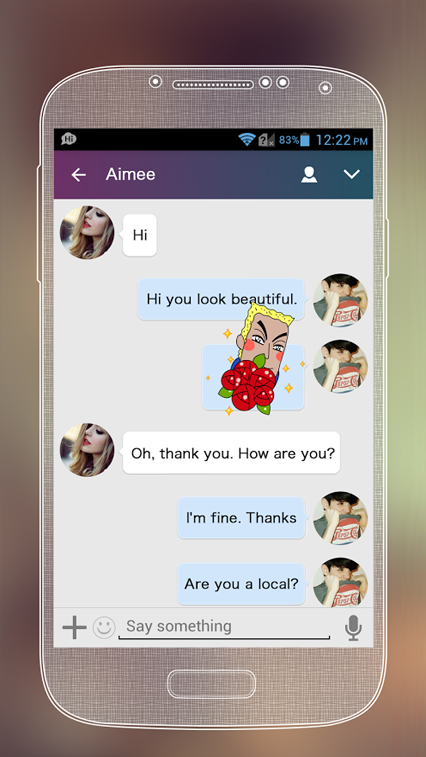 Hi
83%
12:22 PM
Aimee
Hi
Hi you look beautiful.
Oh, thank you. How are you?
I'm fine. Thanks
Are you a local?
Say something